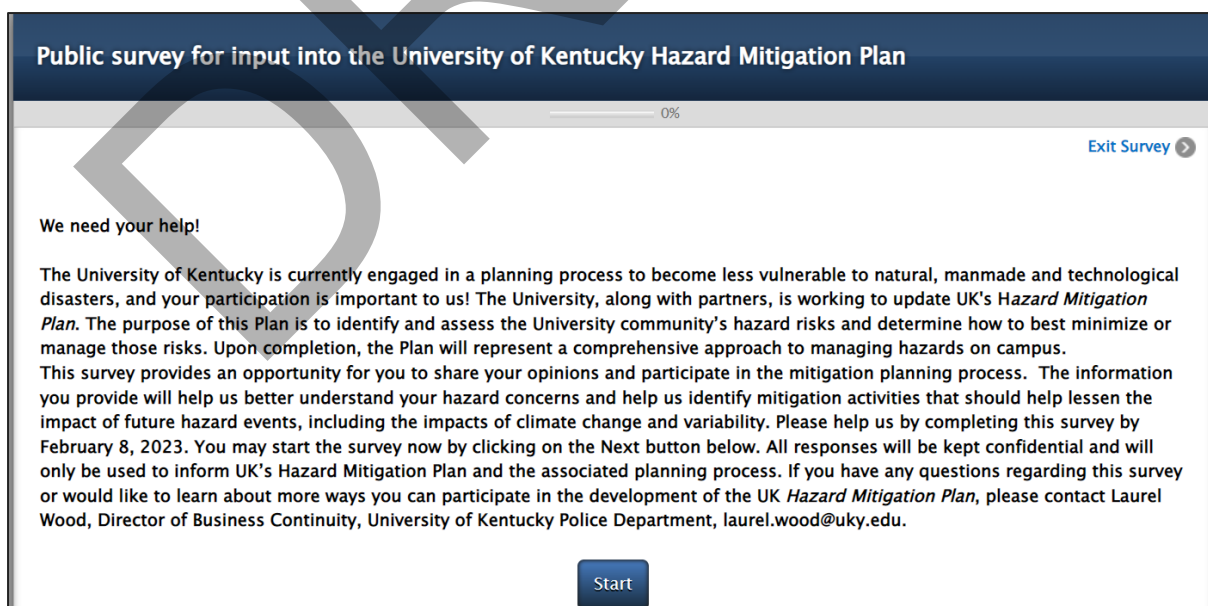 Public survey for input into the University of Kentucky Hazard Mitigation Plan
0%
Exit Survey
We need your help!
The University of Kentucky is currently engaged in a planning process to become less vulnerable to natural, manmade and technological
disasters, and your participation is important to us! The University, along with partners, is working to update UK's Hazard Mitigation
Plan. The purpose of this Plan is to identify and assess the University community's hazard risks and determine how to best minimize or
manage those risks. Upon completion, the Plan will represent a comprehensive approach to managing hazards on campus.
This survey provides an opportunity for you to share your opinions and participate in the mitigation planning process.  The information
you provide will help us better understand your hazard concerns and help us identify mitigation activities that should help lessen the
impact of future hazard events, including the impacts of climate change and variability. Please help us by completing this survey by
February 8, 2023. You may start the survey now by clicking on the Next button below. All responses will be kept confidential and will
only be used to inform UK's Hazard Mitigation Plan and the associated planning process. If you have any questions regarding this survey
or would like to learn about more ways you can participate in the development of the UK Hazard Mitigation Plan, please contact Laurel
Wood, Director of Business Continuity, University of Kentucky Police Department, laurel.wood@uky.edu.
Start